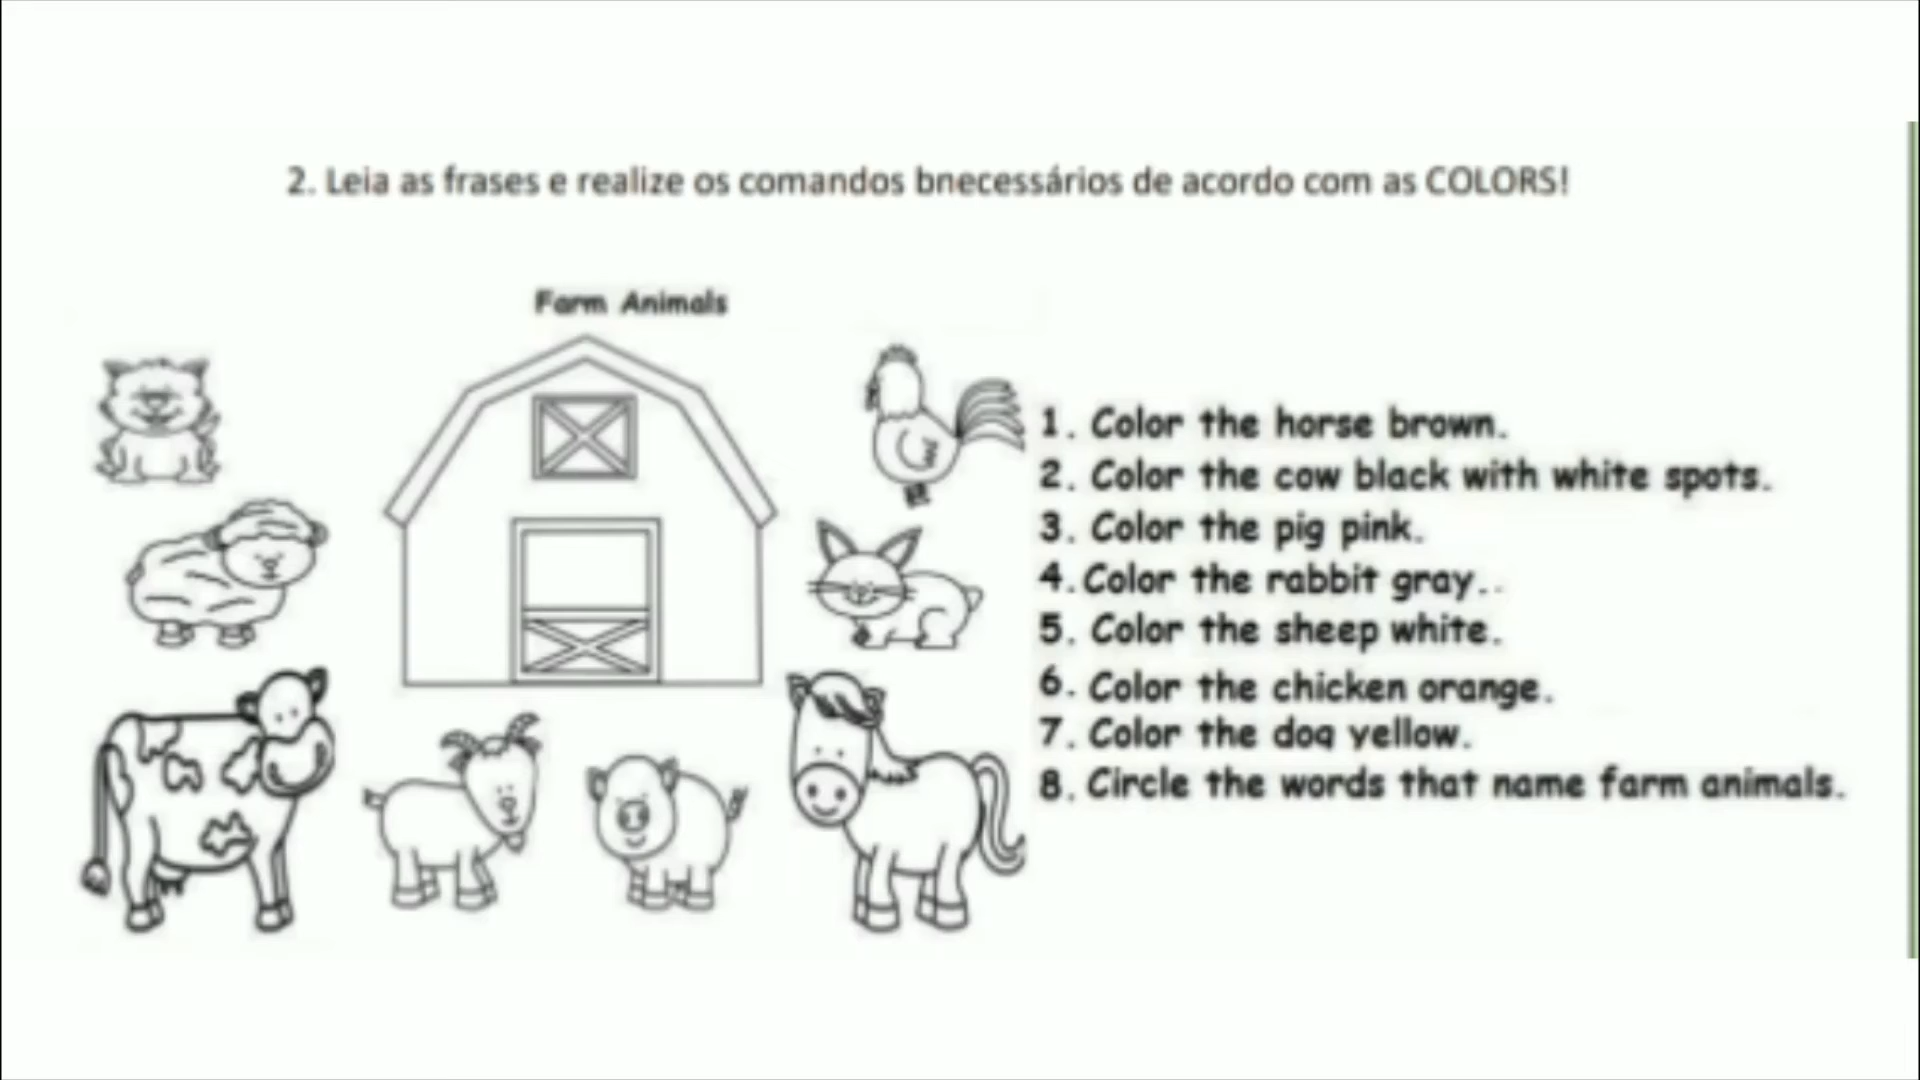 2. Leia as frases e realize os comandos bnecessários de acordo com as COLORS!
Farm Animals
1. Color the horse brown.
2. Color the cow black with white spots.
3. Color the pig pink.
4. Color the rabbit gray..
5. Color the sheep white.
6. Color the chicken orange.
7. Color the dog yellow.
8. Circle the words that name farm animals.